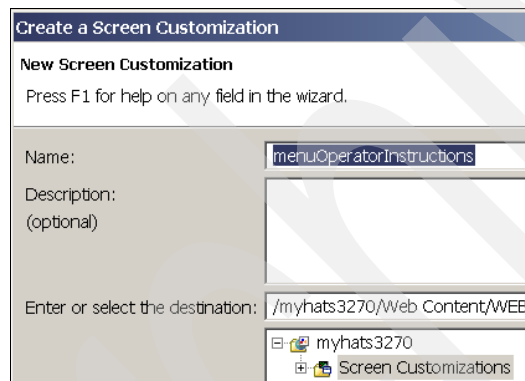 Create a Screen Customization
New Screen Customization
Press F1 for help on any field in the wizard.
Name: menuOperatorInstructions
Description:
(optional)
Enter or select the destination: /myhats3270/Web Content/WEB
myhats3270
Screen Customizations